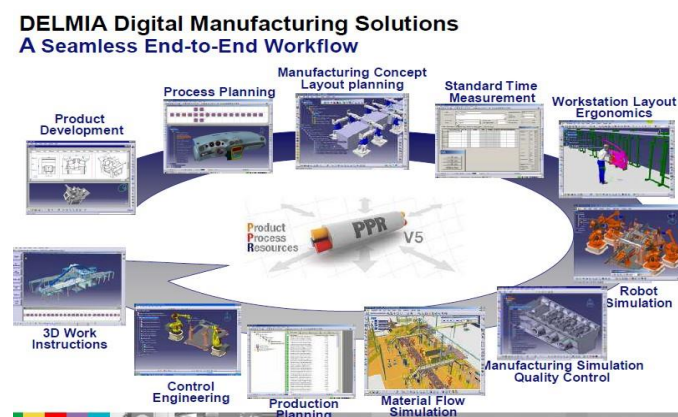 DELMIA Digital Manufacturing Solutions
A Seamless End-to-End Workflow
Manufacturing Concept
Layout planning
Process Planning
Standard Time
Measurement
Product
Development
Workstation Layout
Ergonomics
Product
Process
Resources
PPR
V5
Robot
Simulation
3D Work
Instructions
Manufacturing Simulation
Quality Control
Control
Engineering
Production
Planning
Material Flow
Simulation